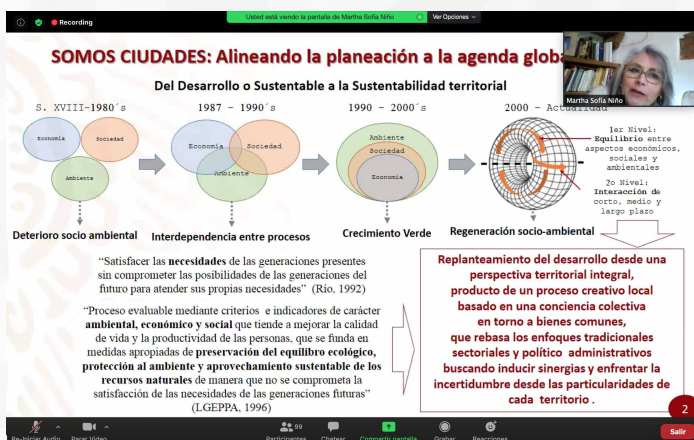 Recording
Usted está viendo la pantalla de Martha Sofía Niño
Ver Opciones
SOMOS CIUDADES: Alineando la planeación a la agenda globa
Martha Sofía Niño
Del Desarrollo o Sustentable a la Sustentabilidad territorial
S. XVIII-1980´s
1987 - 1990´s
1990 - 2000´s
2000 - Actualidad
Economía
Sociedad
Ambiente
Economía
Sociedad
Ambiente
Ambiente
Sociedad
Economía
1er Nivel:
Equilibrio entre
aspectos económicos,
sociales y
ambientales
2o Nivel:
Interacción de
corto, medio y
largo plazo
Deterioro socio ambiental
Interdependencia entre procesos
Crecimiento Verde
Regeneración socio-ambiental
“Satisfacer las necesidades de las generaciones presentes
sin comprometer las posibilidades de las generaciones del
futuro para atender sus propias necesidades” (Río, 1992)
“Proceso evaluable mediante criterios e indicadores de carácter
ambiental, económico y social que tiende a mejorar la calidad
de vida y la productividad de las personas, que se funda en
medidas apropiadas de preservación del equilibrio ecológico,
protección al ambiente y aprovechamiento sustentable de los
recursos naturales de manera que no se comprometa la
satisfacción de las necesidades de las generaciones futuras”
(LGEPPA, 1996)
Replanteamiento del desarrollo desde una
perspectiva territorial integral,
producto de un proceso creativo local
basado en una conciencia colectiva
en torno a bienes comunes,
que rebasa los enfoques tradicionales
sectoriales y político administrativos
buscando inducir sinergias y enfrentar la
incertidumbre desde las particularidades de
cada territorio .
2
99
Re-Iniciar Audio
Parar Video
Participantes
Chatear
Compartir pantalla
Grabar
Reacciones
Salir